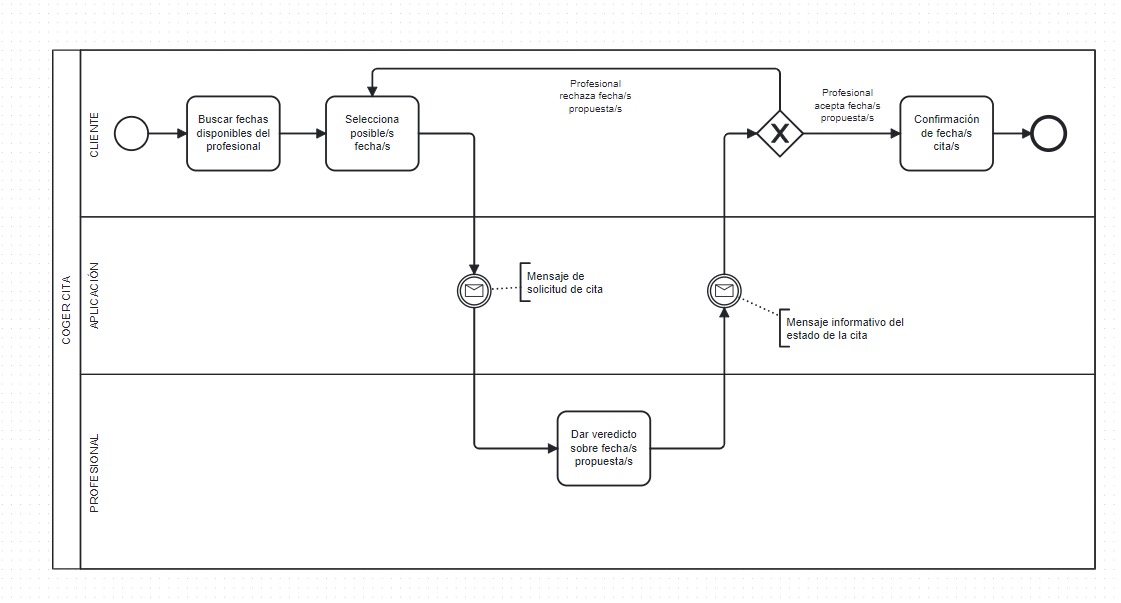 COGER CITA
CLIENTE
Buscar fechas
disponibles del
profesional
Selecciona
posible/s
fecha/s
Profesional
rechaza fecha/s
propuesta/s
Profesional
acepta fecha/s
propuesta/s
Confirmación
de fecha/s
cita/s
APLICACIÓN
Mensaje de
solicitud de cita
Mensaje informativo del
estado de la cita
PROFESIONAL
Dar veredicto
sobre fecha/s
propuesta/s